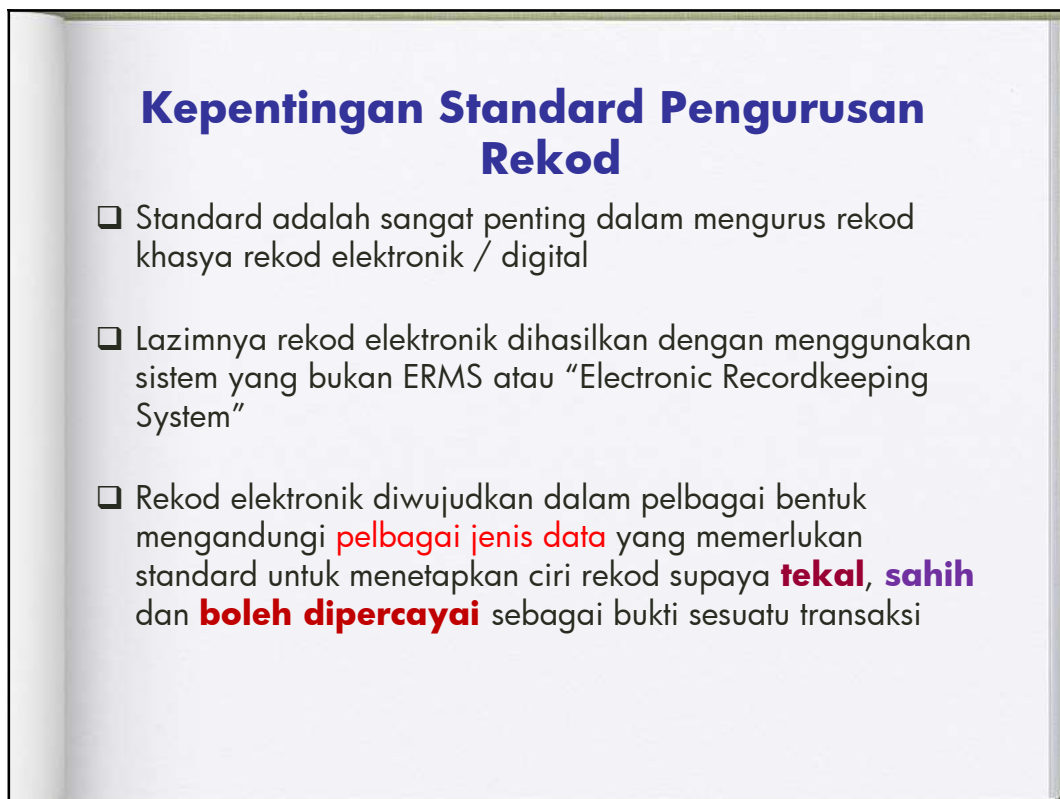 Kepentingan Standard Pengurusan
Rekod
❑ Standard adalah sangat penting dalam mengurus rekod
khasya rekod elektronik / digital
❑ Lazimnya rekod elektronik dihasilkan dengan menggunakan
sistem yang bukan ERMS atau “Electronic Recordkeeping
System”
❑ Rekod elektronik diwujudkan dalam pelbagai bentuk
mengandungi pelbagai jenis data yang memerlukan
standard untuk menetapkan ciri rekod supaya tekal, sahih
dan boleh dipercayai sebagai bukti sesuatu transaksi